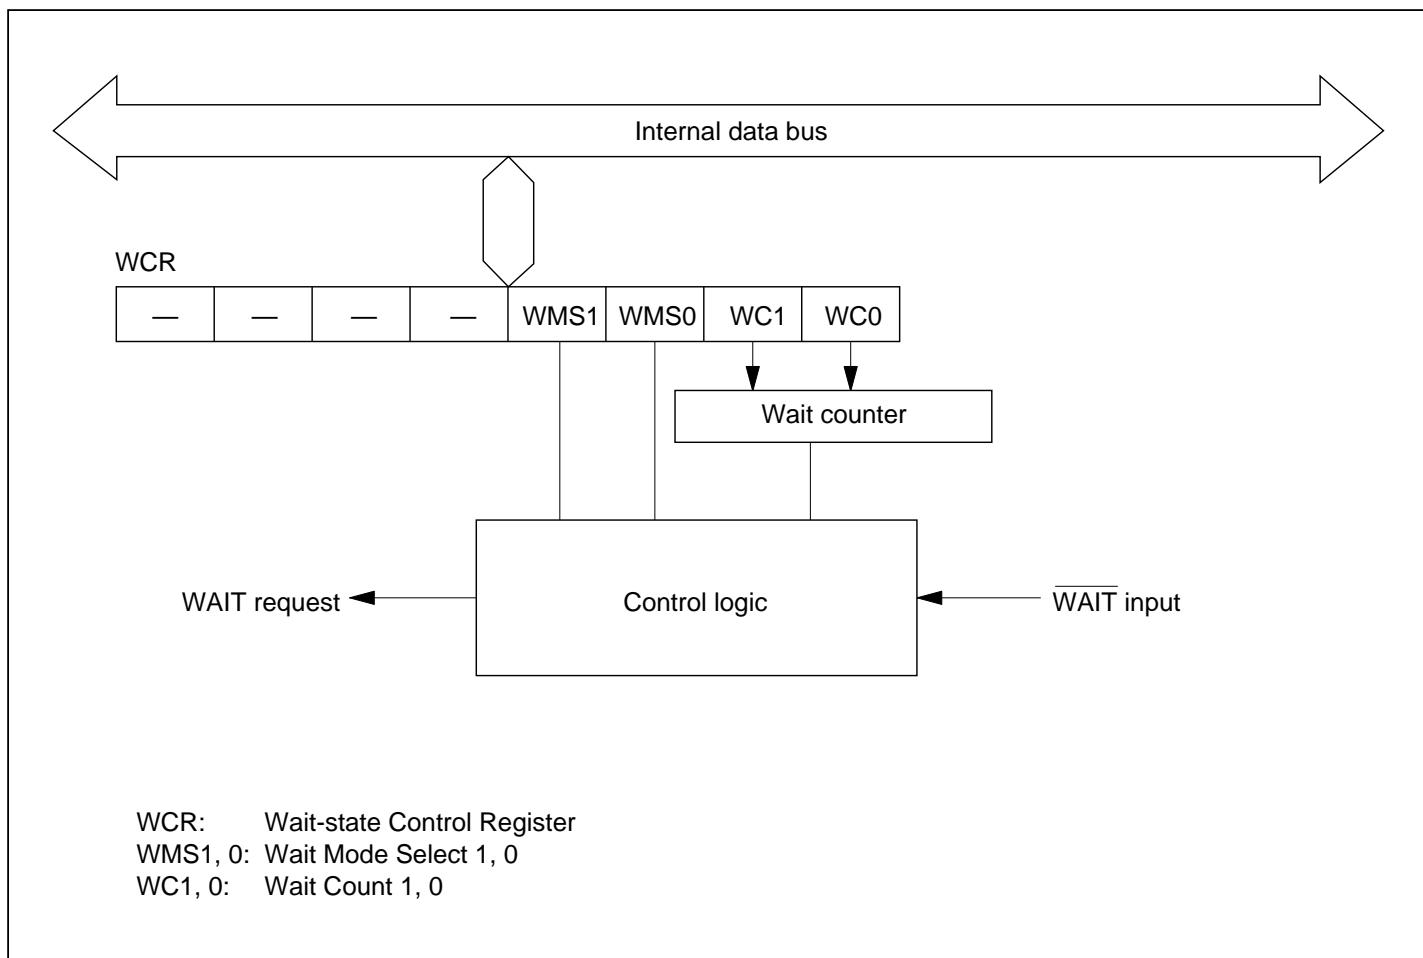 Internal data bus
WCR
— — — — WMS1 WMS0 WC1 WC0
Wait counter
WAIT request Control logic W̅A̅I̅T̅ input
WCR: Wait-state Control Register
WMS1, 0: Wait Mode Select 1, 0
WC1, 0: Wait Count 1, 0